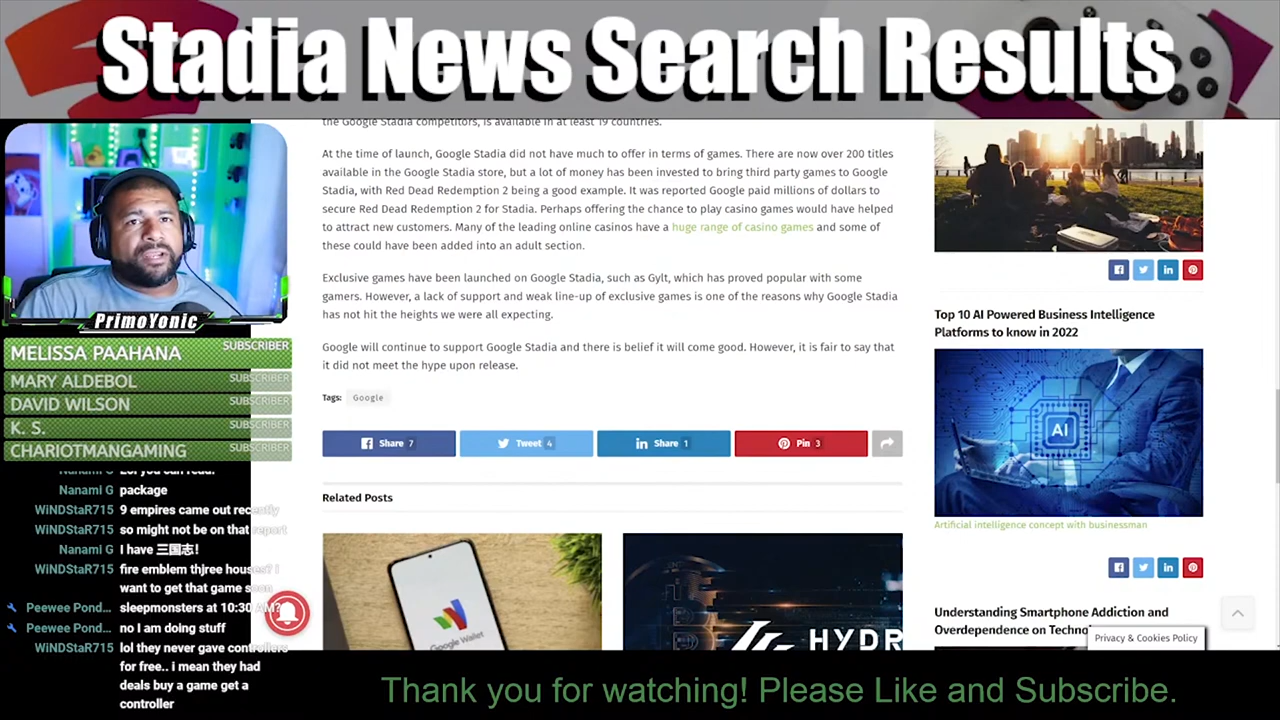 Stadia News Search Results
the Google Stadia competitors, is available in at least 19 countries.
At the time of launch, Google Stadia did not have much to offer in terms of games. There are now over 200 titles
available in the Google Stadia store, but a lot of money has been invested to bring third party games to Google
Stadia, with Red Dead Redemption 2 being a good example. It was reported Google paid millions of dollars to
secure Red Dead Redemption 2 for Stadia. Perhaps offering the chance to play casino games would have helped
to attract new customers. Many of the leading online casinos have a huge range of casino games and some of
these could have been added into an adult section.
Exclusive games have been launched on Google Stadia, such as Gylt, which has proved popular with some
gamers. However, a lack of support and weak line-up of exclusive games is one of the reasons why Google Stadia
has not hit the heights we were all expecting.
Google will continue to support Google Stadia and there is belief it will come good. However, it is fair to say that
it did not meet the hype upon release.
Tags: Google
Share 7
Tweet 4
Share 1
Pin 3
Related Posts
Google Wallet
HYDR
Top 10 AI Powered Business Intelligence
Platforms to know in 2022
AI
Artificial intelligence concept with businessman
Understanding Smartphone Addiction and
Overdependence on Techno
Privacy & Cookies Policy
PrimoYonic
MELISSA PAAHANA SUBSCRIBER
MARY ALDEBOL SUBSCRIBER
DAVID WILSON SUBSCRIBER
K. S. SUBSCRIBER
CHARIOTMANGAMING SUBSCRIBER
Nanami G Lol you can read!
Nanami G package
WiNDStaR715 9 empires came out recently
WiNDStaR715 so might not be on that report
Nanami G I have 三国志!
WiNDStaR715 fire emblem thjree houses? I
want to get that game soon
Peewee Pond... sleepmonsters at 10:30 AM?
Peewee Pond... no I am doing stuff
WiNDStaR715 lol they never gave controllers
for free.. i mean they had
deals buy a game get a
controller
Thank you for watching! Please Like and Subscribe.